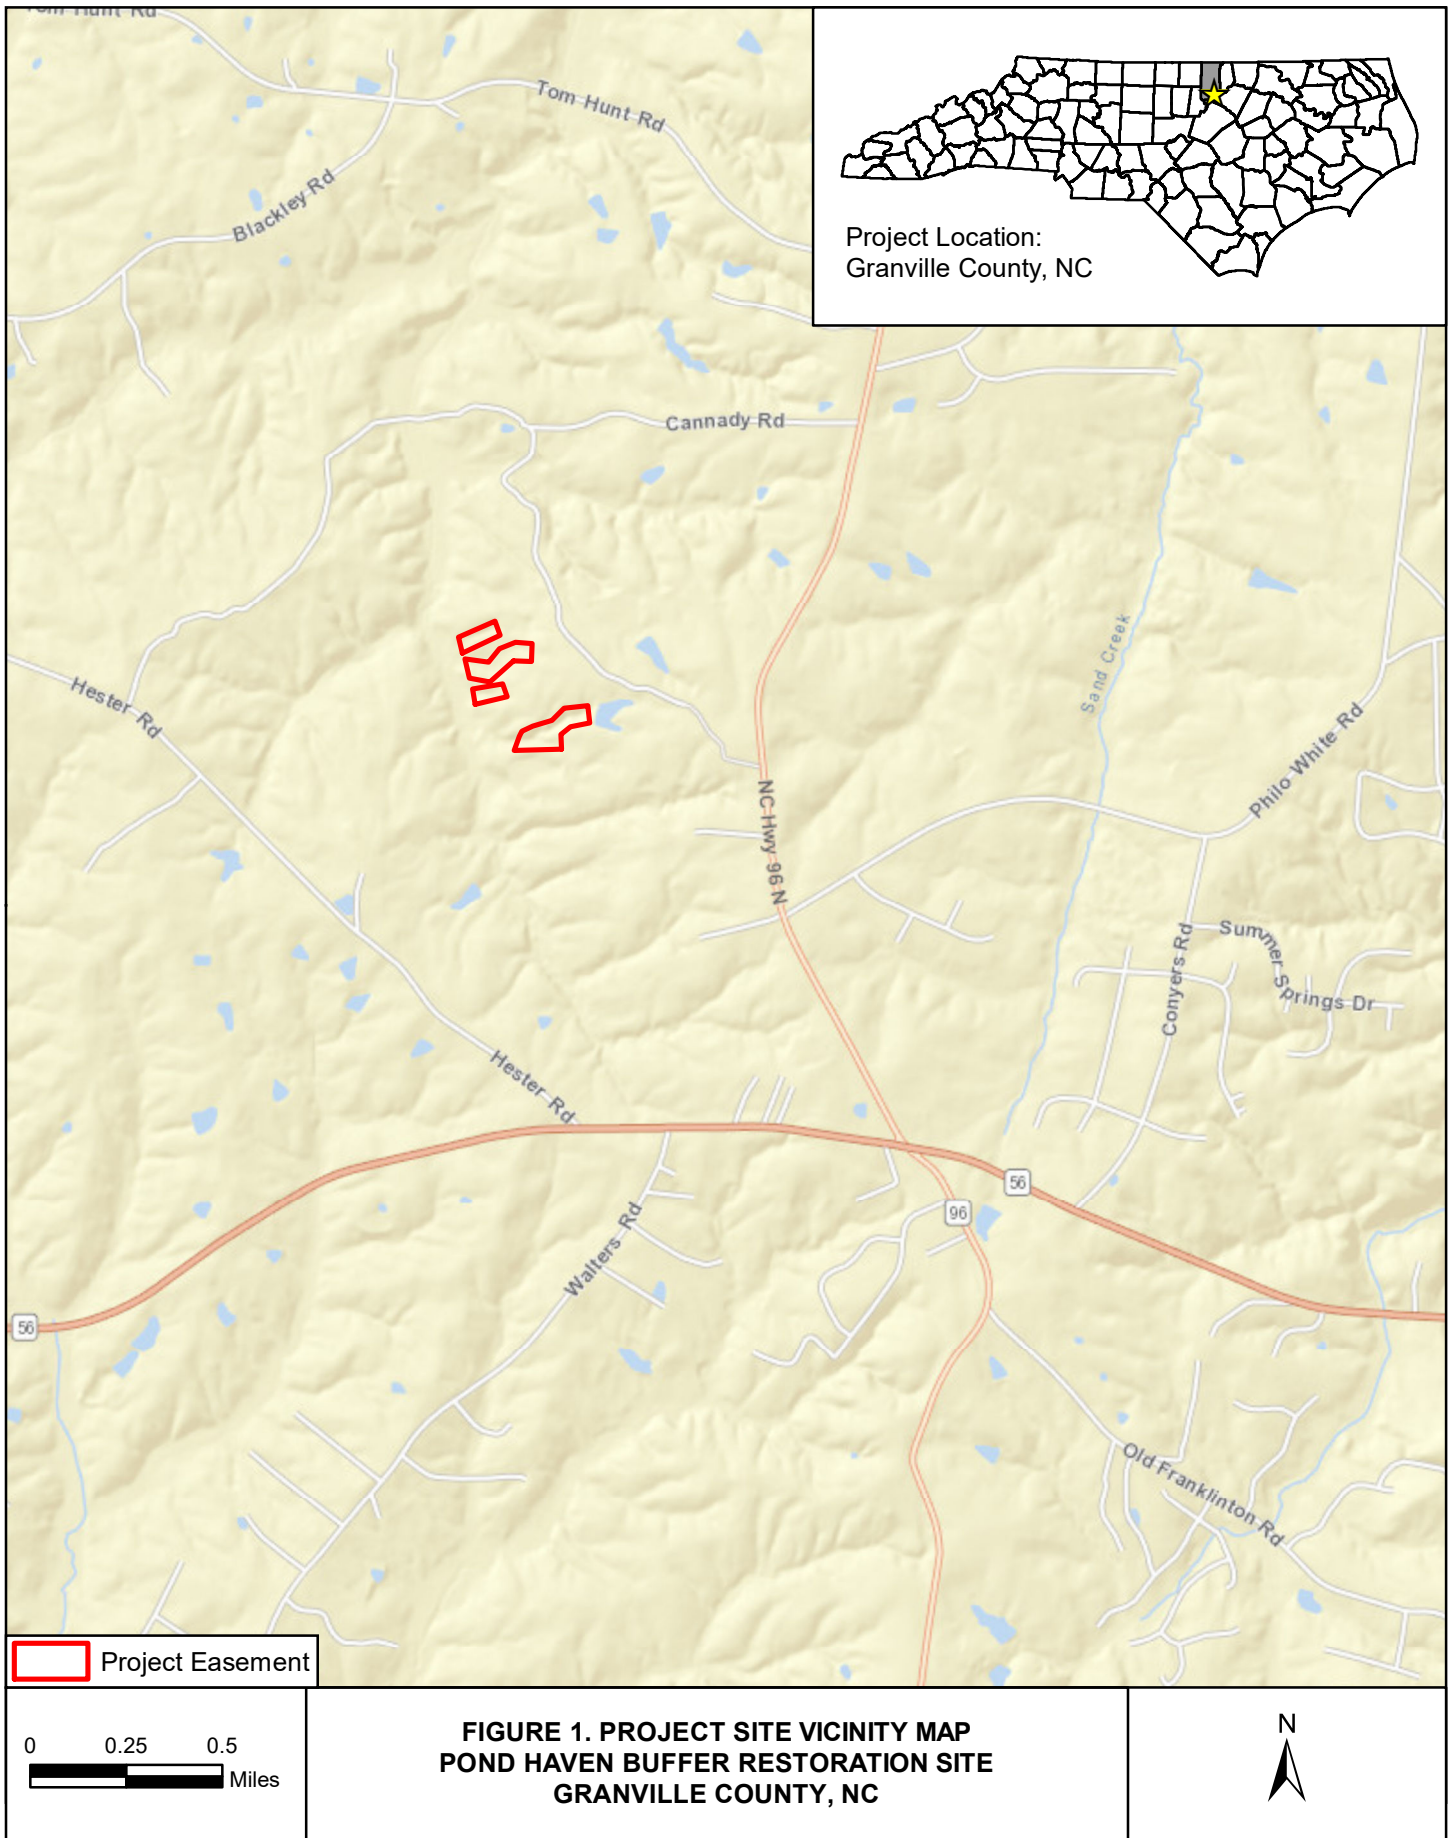 Tom Hunt Rd
Tom Hunt Rd
Blackley Rd
Project Location:
Granville County, NC
Cannady Rd
Sand Creek
Hester Rd
Philo White Rd
NC Hwy 96 N
Summer Springs Dr
Conyers Rd
Hester Rd
56
96
Walters Rd
56
Old Franklinton Rd
Project Easement
0 0.25 0.5
Miles
FIGURE 1. PROJECT SITE VICINITY MAP
POND HAVEN BUFFER RESTORATION SITE
GRANVILLE COUNTY, NC
N